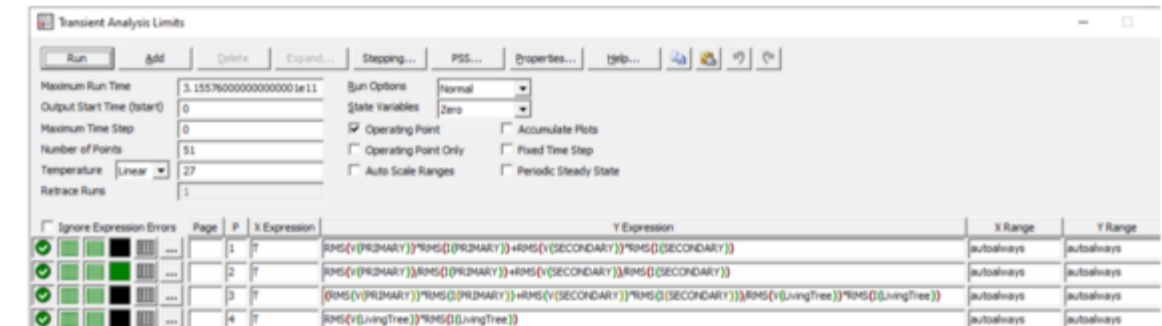 Transient Analysis Limits
Run Add Delete Expand... Stepping... PSS... Properties... Help...
Maximum Run Time 3.15576000000000001e11 Run Options Normal
Output Start Time (tstart) 0 State Variables Zero
Maximum Time Step 0 Operating Point Accumulate Plots
Number of Points 51 Operating Point Only Fixed Time Step
Temperature Linear 27 Auto Scale Ranges Periodic Steady State
Retrace Runs 1
Ignore Expression Errors Page P X Expression Y Expression X Range Y Range
... 1 T RMS(V(PRIMARY))*RMS(I(PRIMARY))+RMS(V(SECONDARY))*RMS(I(SECONDARY)) autoalways autoalways
... 2 T RMS(V(PRIMARY))/RMS(I(PRIMARY))+RMS(V(SECONDARY))/RMS(I(SECONDARY)) autoalways autoalways
... 3 T (RMS(V(PRIMARY))*RMS(I(PRIMARY))+RMS(V(SECONDARY))*RMS(I(SECONDARY)))/RMS(V(LivingTree))*RMS(I(LivingTree)) autoalways autoalways
... 4 T RMS(V(LivingTree))*RMS(I(LivingTree)) autoalways autoalways